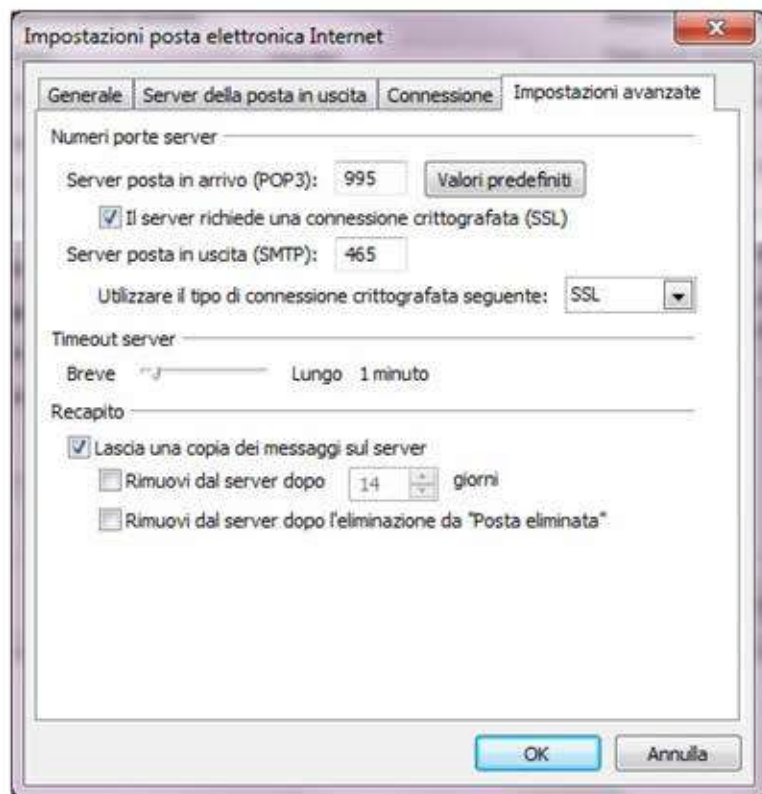 Impostazioni posta elettronica Internet
Generale Server della posta in uscita Connessione Impostazioni avanzate
Numeri porte server
Server posta in arrivo (POP3): 995 Valori predefiniti
Il server richiede una connessione crittografata (SSL)
Server posta in uscita (SMTP): 465
Utilizzare il tipo di connessione crittografata seguente: SSL
Timeout server
Breve Lungo 1 minuto
Recapito
Lascia una copia dei messaggi sul server
Rimuovi dal server dopo 14 giorni
Rimuovi dal server dopo l'eliminazione da "Posta eliminata"
OK Annulla